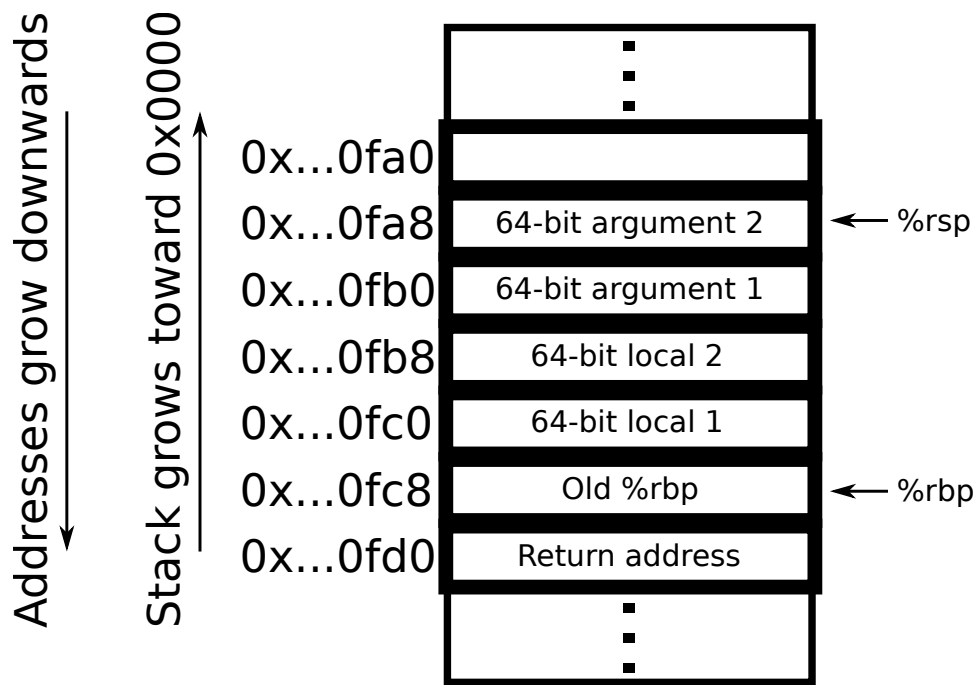 Addresses grow downwards
Stack grows toward 0x0000
0x...0fa0
0x...0fa8 64-bit argument 2 %rsp
0x...0fb0 64-bit argument 1
0x...0fb8 64-bit local 2
0x...0fc0 64-bit local 1
0x...0fc8 Old %rbp %rbp
0x...0fd0 Return address